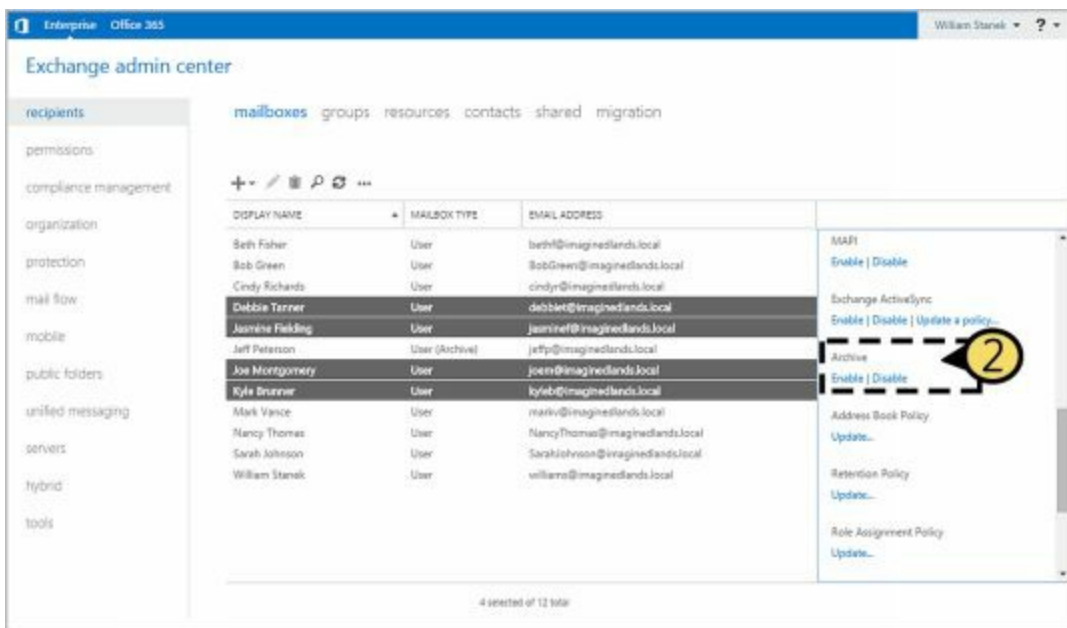 Enterprise Office 365 William Stanek ?
Exchange admin center
recipients
permissions
compliance management
organization
protection
mail flow
mobile
public folders
unified messaging
servers
hybrid
tools
mailboxes groups resources contacts shared migration
DISPLAY NAME MAILBOX TYPE EMAIL ADDRESS
Beth Fisher User bethf@imaginedlands.local
Bob Green User BobGreen@imaginedlands.local
Cindy Richards User cindyr@imaginedlands.local
Debbie Tanner User debbiet@imaginedlands.local
Jasmine Fielding User jasminef@imaginedlands.local
Jeff Peterson User (Archive) jeffp@imaginedlands.local
Joe Montgomery User joem@imaginedlands.local
Kyle Brunner User kyleb@imaginedlands.local
Mark Vance User markv@imaginedlands.local
Nancy Thomas User NancyThomas@imaginedlands.local
Sarah Johnson User SarahJohnson@imaginedlands.local
William Stanek User williams@imaginedlands.local
4 selected of 12 total
MAPI
Enable | Disable
Exchange ActiveSync
Enable | Disable | Update a policy...
Archive
Enable | Disable
2
Address Book Policy
Update...
Retention Policy
Update...
Role Assignment Policy
Update...